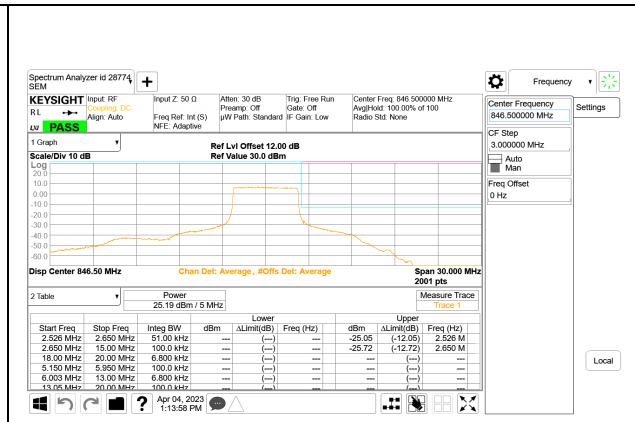 Spectrum Analyzer id 28774
SEM
+
Frequency
KEYSIGHT
R L
LXI
PASS
Input: RF
Coupling: DC
Align: Auto
Input Z: 50 Ω
Freq Ref: Int (S)
NFE: Adaptive
Atten: 30 dB
Preamp: Off
µW Path: Standard
Trig: Free Run
Gate: Off
IF Gain: Low
Center Freq: 846.500000 MHz
Avg|Hold: 100.00% of 100
Radio Std: None
Center Frequency
846.500000 MHz
Settings
CF Step
3.000000 MHz
Auto
Man
Freq Offset
0 Hz
1 Graph
Scale/Div 10 dB
Ref Lvl Offset 12.00 dB
Ref Value 30.0 dBm
Log
20.0
10.0
0.00
-10.0
-20.0
-30.0
-40.0
-50.0
-60.0
Disp Center 846.50 MHz
Chan Det: Average, #Offs Det: Average
Span 30.000 MHz
2001 pts
2 Table
Power
25.19 dBm / 5 MHz
Measure Trace
Trace 1
Lower Upper
Start Freq Stop Freq Integ BW dBm ΔLimit(dB) Freq (Hz) dBm ΔLimit(dB) Freq (Hz)
2.526 MHz 2.650 MHz 51.00 kHz --- (---) --- -25.05 (-12.05) 2.526 M
2.650 MHz 15.00 MHz 100.0 kHz --- (---) --- -25.72 (-12.72) 2.650 M
18.00 MHz 20.00 MHz 6.800 kHz --- (---) --- --- (---) ---
5.150 MHz 5.950 MHz 100.0 kHz --- (---) --- --- (---) ---
6.003 MHz 13.00 MHz 6.800 kHz --- (---) --- --- (---) ---
13.05 MHz 20.00 MHz 100.0 kHz --- (---) --- --- (---) ---
Local
?
Apr 04, 2023
1:13:58 PM